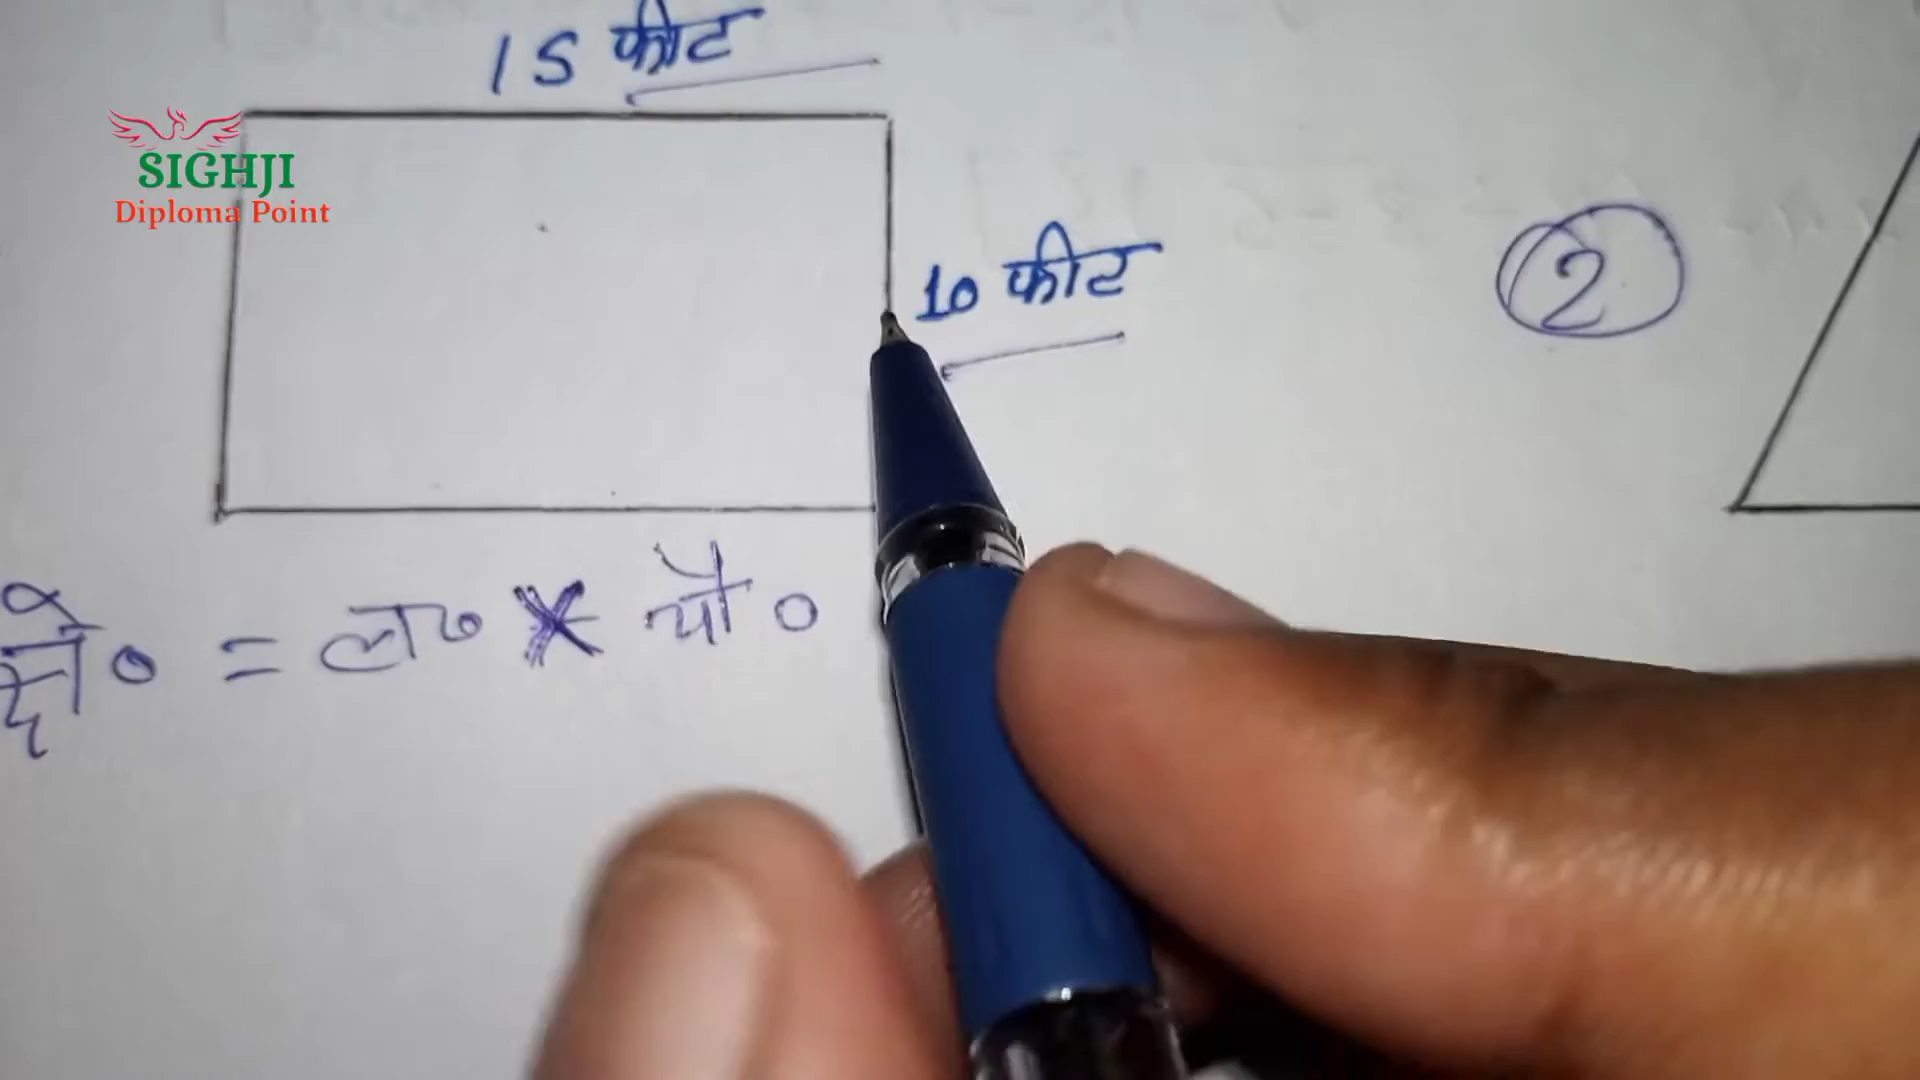 15 फीट
SIGHJI
Diploma Point
10 फीट
2
क्षे० = ल० * चौ०